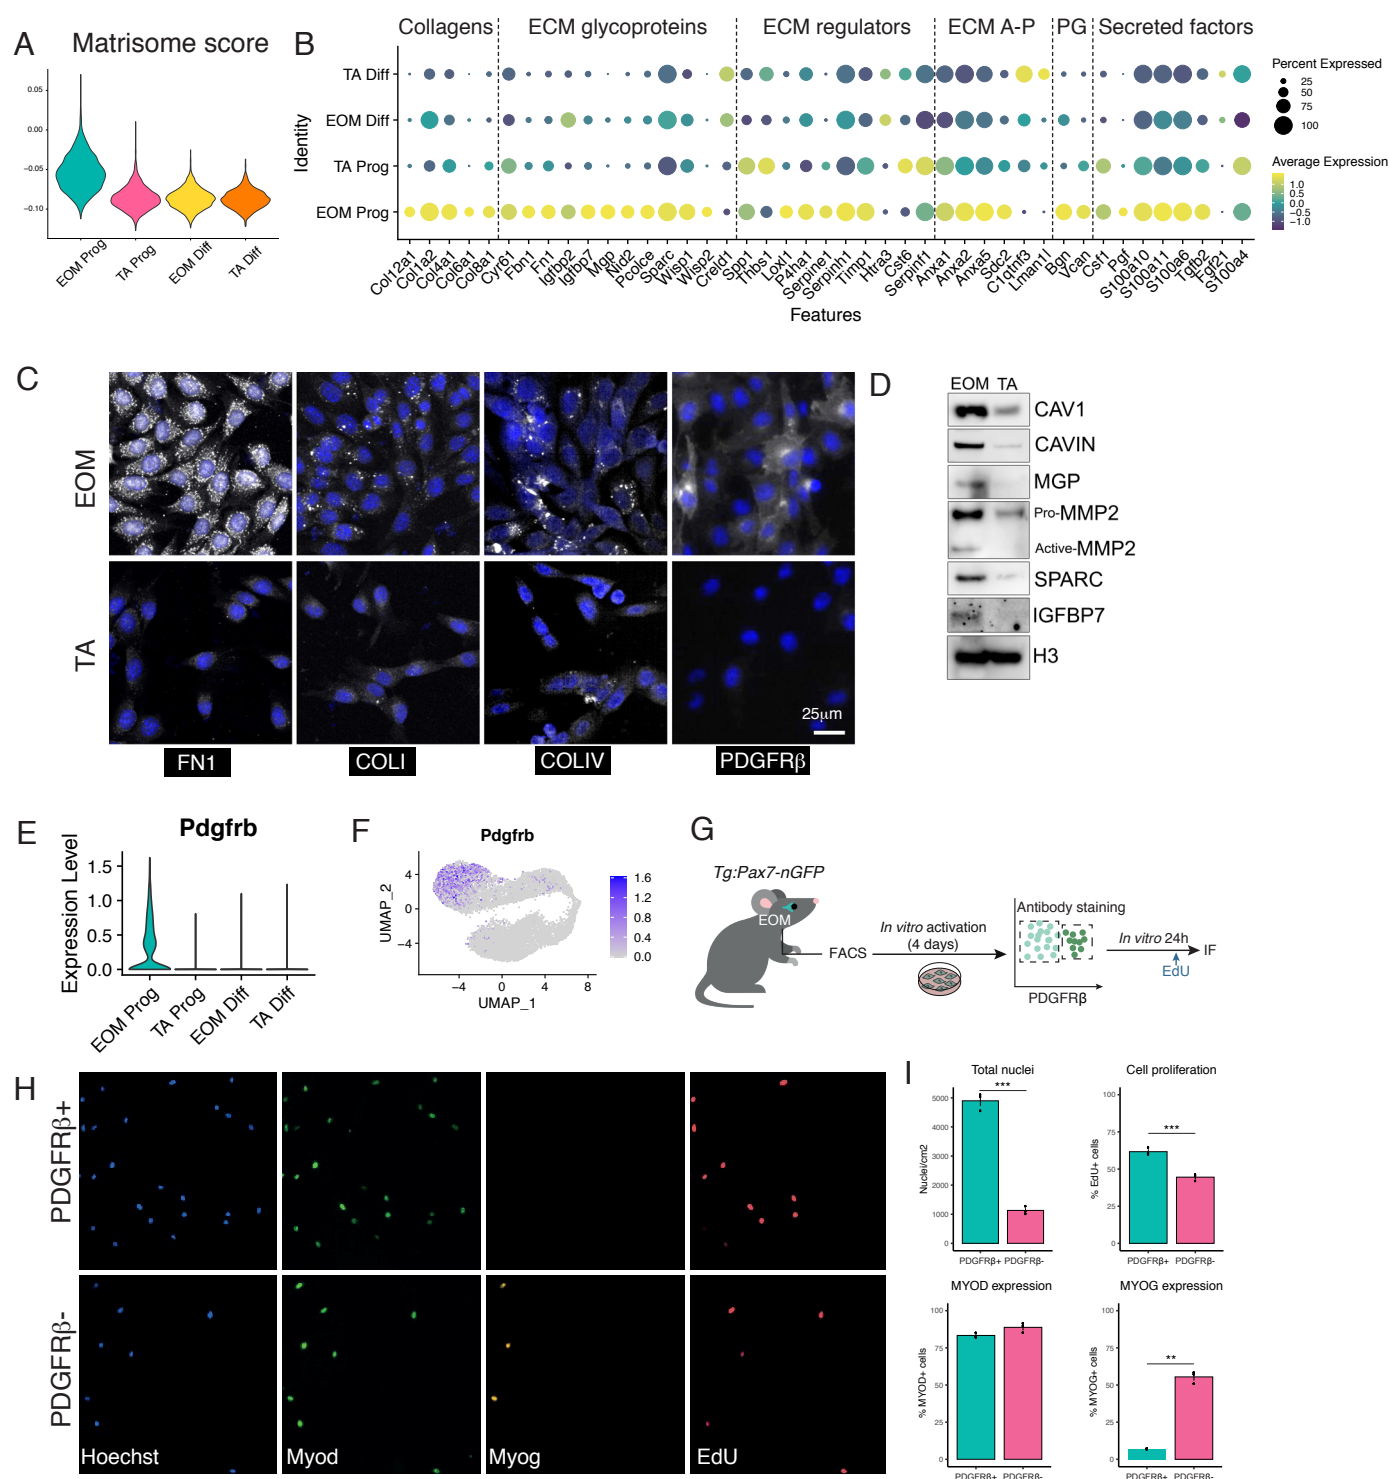 A
Matrisome score
0.05
0.00
−0.05
−0.10
EOM Prog
TA Prog
EOM Diff
TA Diff
B
Collagens
ECM glycoproteins
ECM regulators
ECM A-P
PG
Secreted factors
Identity
TA Diff
EOM Diff
TA Prog
EOM Prog
Col12a1
Col1a2
Col4a1
Col6a1
Col8a1
Cyr61
Fbn1
Fn1
Igfbp2
Igfbp7
Mgp
Nid2
Pcolce
Sparc
Wisp1
Wisp2
Creld1
Spp1
Thbs1
Loxl1
P4ha1
Serpine1
Serpinh1
Timp1
Htra3
Cst6
Serpinf1
Anxa1
Anxa2
Anxa5
Sdc2
C1qtnf3
Lman1l
Bgn
Vcan
Csf1
Pgf
S100a10
S100a11
S100a6
Tgfb2
Fgf21
S100a4
Features
Percent Expressed
25
50
75
100
Average Expression
1.0
0.5
0.0
−0.5
−1.0
C
EOM
TA
25μm
FN1
COLI
COLIV
PDGFRβ
D
EOM TA
CAV1
CAVIN
MGP
Pro-MMP2
Active-MMP2
SPARC
IGFBP7
H3
E
Pdgfrb
Expression Level
1.5
1.0
0.5
0.0
EOM Prog
TA Prog
EOM Diff
TA Diff
F
Pdgfrb
UMAP_2
4
0
−4
−4
0
4
8
UMAP_1
1.6
1.2
0.8
0.4
0.0
G
Tg:Pax7-nGFP
EOM
FACS
In vitro activation
(4 days)
Antibody staining
PDGFRβ
In vitro 24h
EdU
IF
H
PDGFRβ+
PDGFRβ-
Hoechst
Myod
Myog
EdU
I
Total nuclei
Nuclei/cm2
5000
4000
3000
2000
1000
0
***
PDGFRβ+ PDGFRβ-
Cell proliferation
% EdU+ cells
100
75
50
25
0
***
PDGFRβ+ PDGFRβ-
MYOD expression
% MYOD+ cells
100
75
50
25
0
PDGFRβ+ PDGFRβ-
MYOG expression
% MYOG+ cells
100
75
50
25
0
**
PDGFRβ+ PDGFRβ-